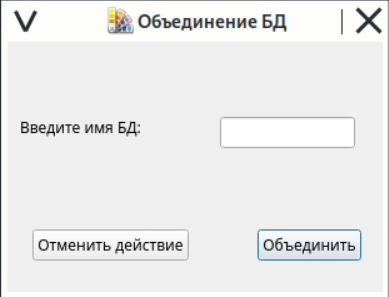 Объединение БД
Введите имя БД:
Отменить действие
Объединить